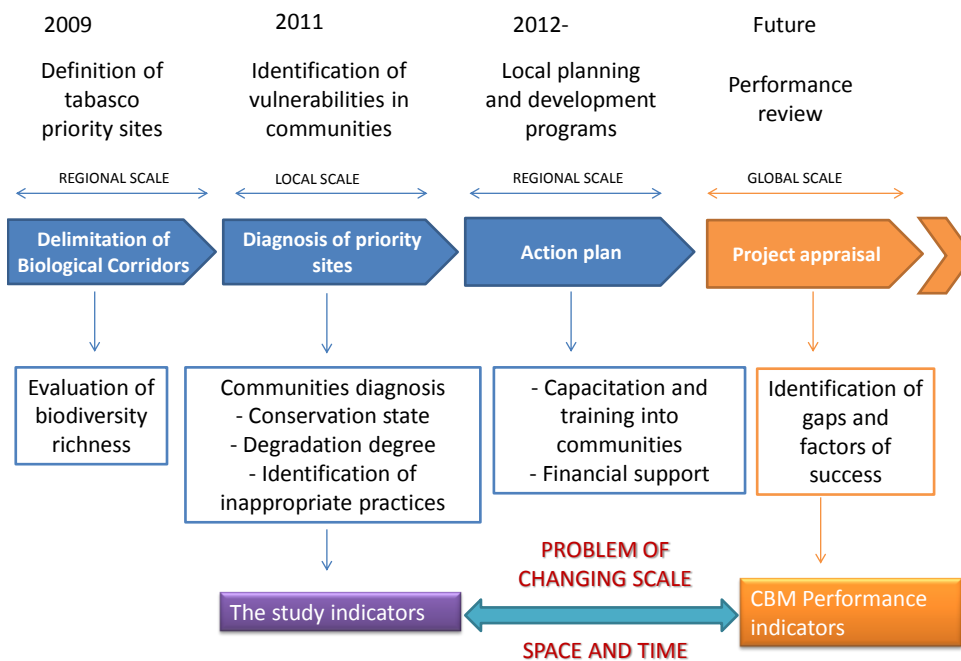 2009
2011
2012-
Future
Definition of
tabasco
priority sites
Identification of
vulnerabilities in
communities
Local planning
and development
programs
Performance
review
REGIONAL SCALE
LOCAL SCALE
REGIONAL SCALE
GLOBAL SCALE
Delimitation of
Biological Corridors
Diagnosis of priority
sites
Action plan
Project appraisal
Evaluation of
biodiversity
richness
Communities diagnosis
- Conservation state
- Degradation degree
- Identification of
inappropriate practices
- Capacitation and
training into
communities
- Financial support
Identification of
gaps and
factors of
success
PROBLEM OF
CHANGING SCALE
The study indicators
CBM Performance
indicators
SPACE AND TIME